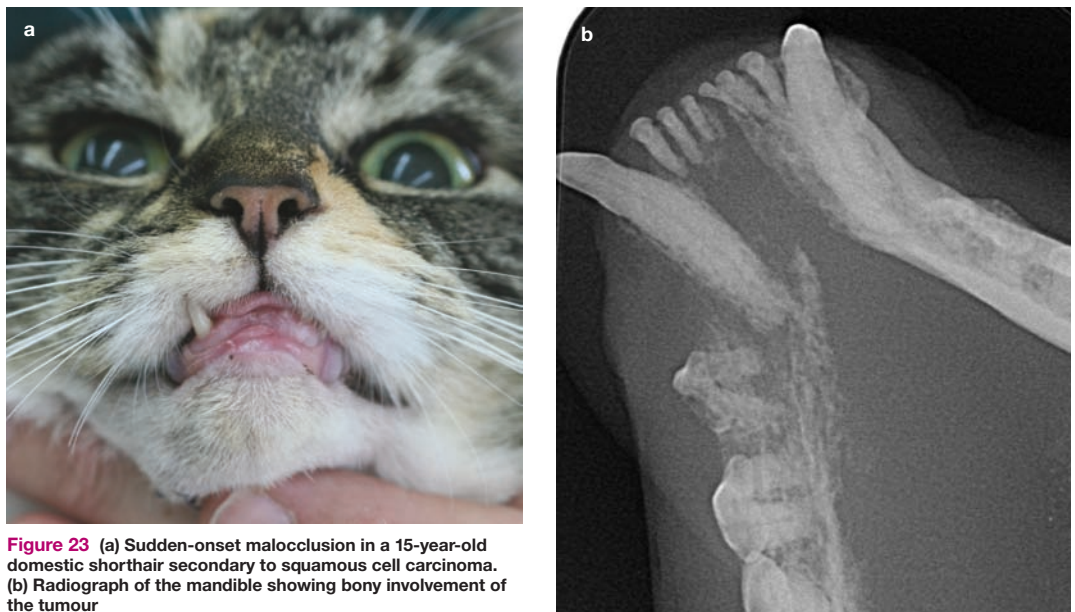 a
b
Figure 23 (a) Sudden-onset malocclusion in a 15-year-old
domestic shorthair secondary to squamous cell carcinoma.
(b) Radiograph of the mandible showing bony involvement of
the tumour